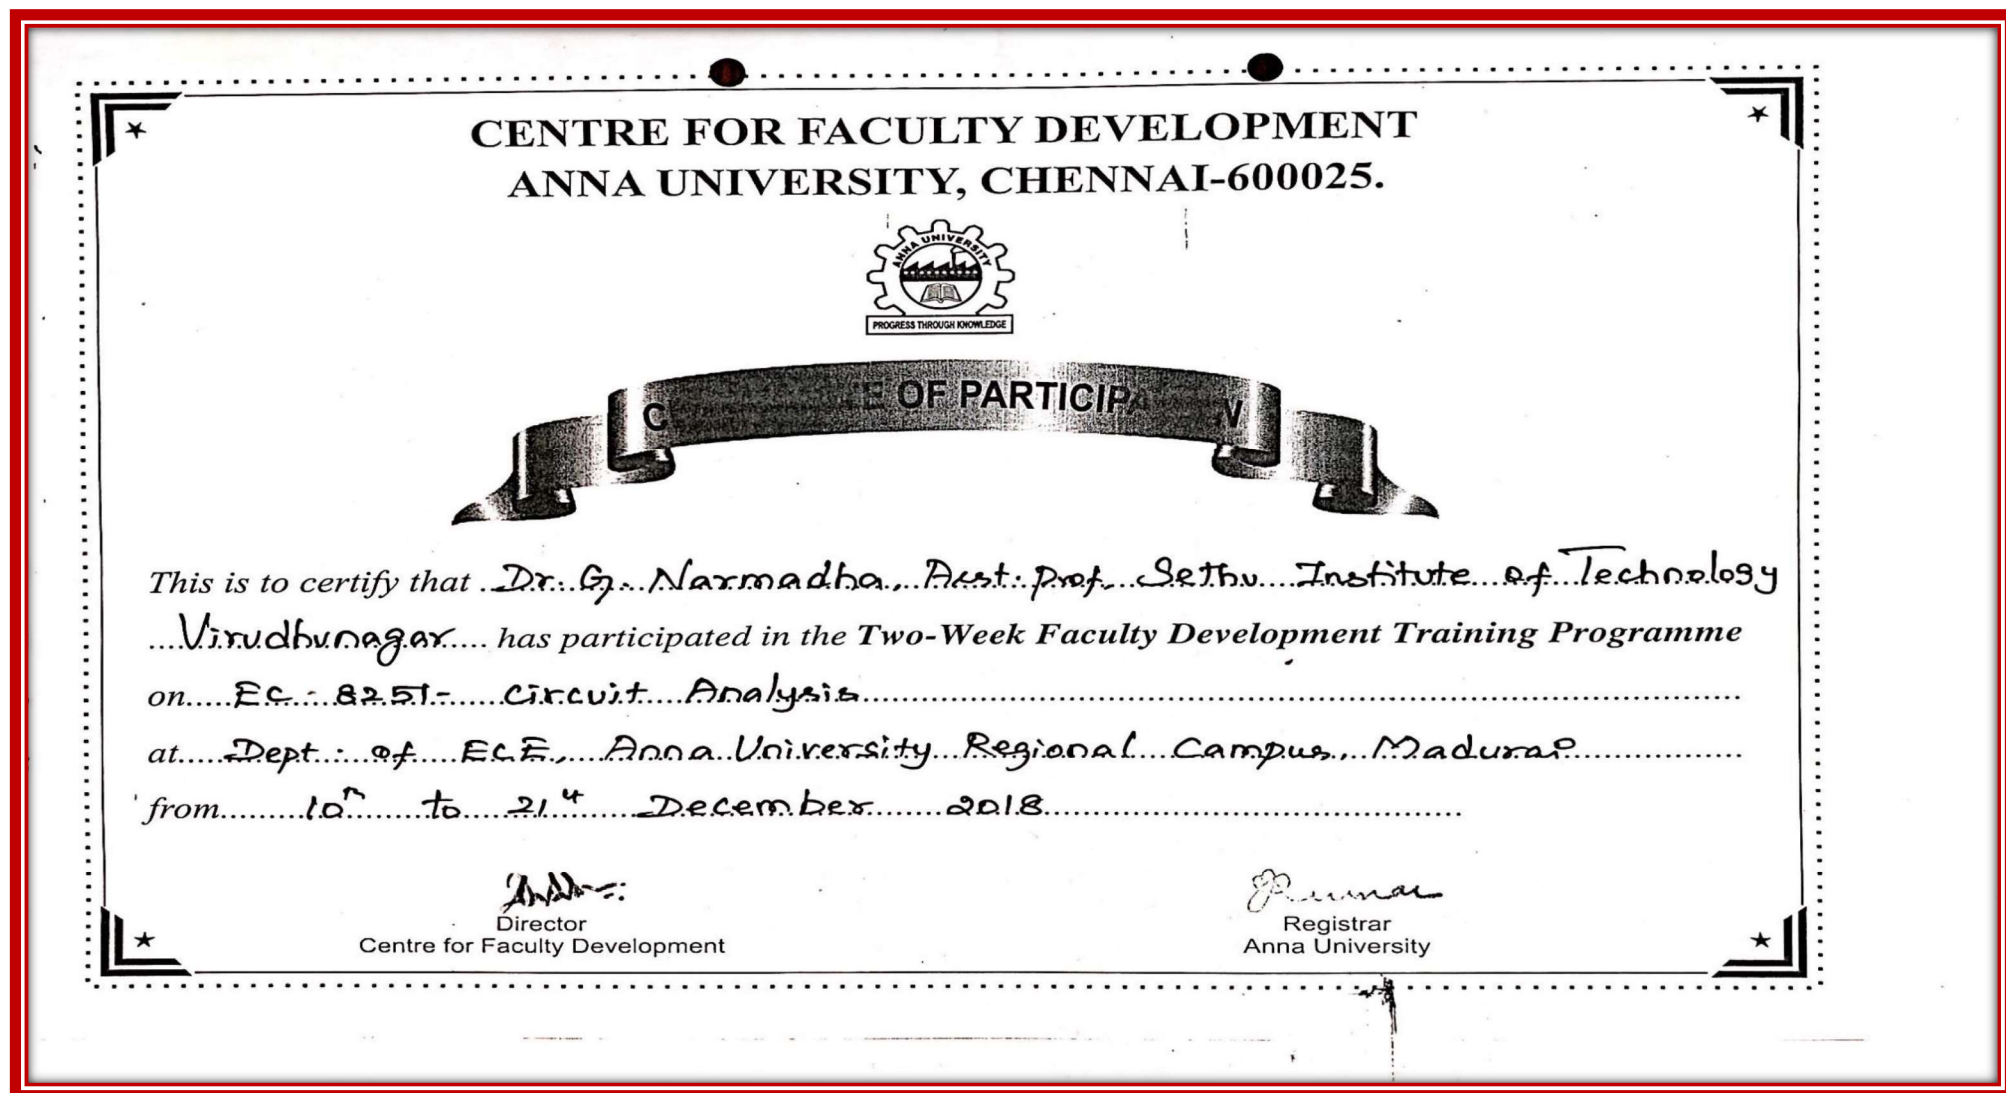 CENTRE FOR FACULTY DEVELOPMENT
ANNA UNIVERSITY, CHENNAI-600025.
ANNA UNIVERSITY
PROGRESS THROUGH KNOWLEDGE
OF PARTICIPATION
This is to certify that Dr. G. Narmadha, Asst. Prof. Sethu Institute of Technology
Virudhunagar has participated in the Two-Week Faculty Development Training Programme
on EC - 8251 - Circuit Analysis
at Dept. of ECE, Anna University Regional Campus, Madurai
from 10th to 21st December 2018
Director
Registrar
Centre for Faculty Development
Anna University